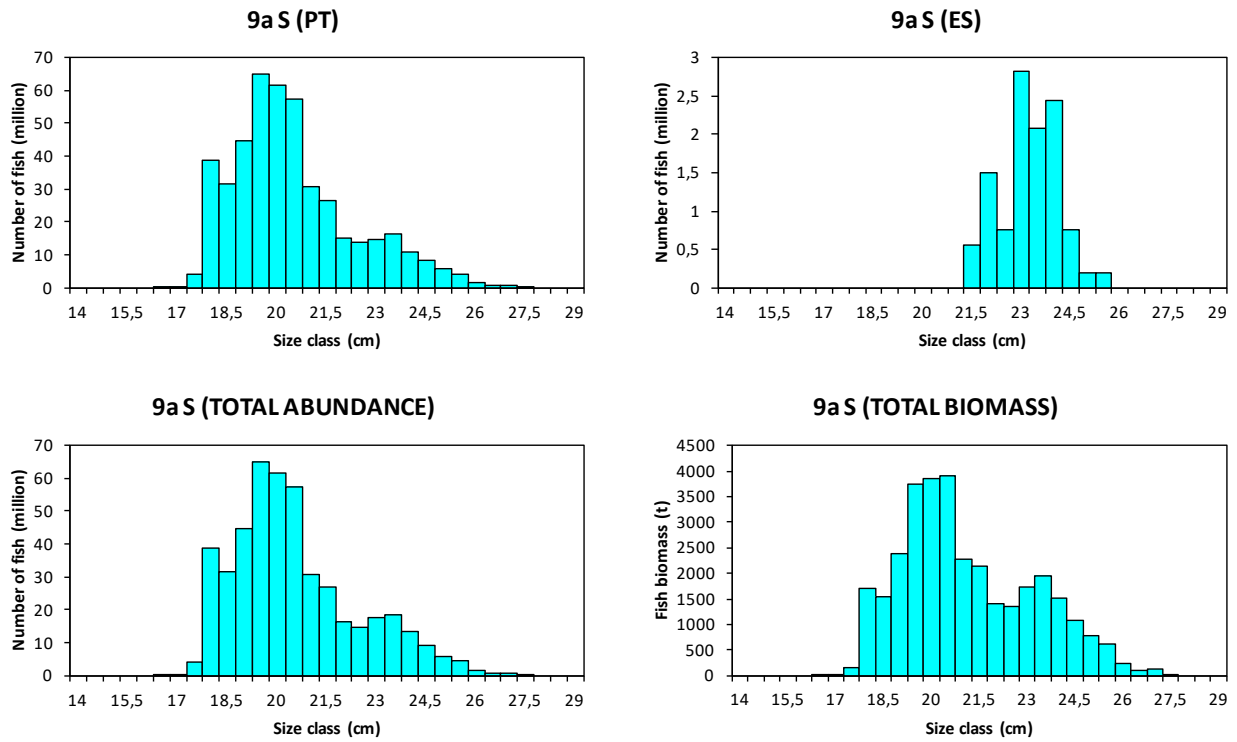 9a S (PT)
70
60
50
40
30
20
10
0
Number of fish (million)
14 15,5 17 18,5 20 21,5 23 24,5 26 27,5 29
Size class (cm)
9a S (ES)
3
2,5
2
1,5
1
0,5
0
Number of fish (million)
14 15,5 17 18,5 20 21,5 23 24,5 26 27,5 29
Size class (cm)
9a S (TOTAL ABUNDANCE)
70
60
50
40
30
20
10
0
Number of fish (million)
14 15,5 17 18,5 20 21,5 23 24,5 26 27,5 29
Size class (cm)
9a S (TOTAL BIOMASS)
4500
4000
3500
3000
2500
2000
1500
1000
500
0
Fish biomass (t)
14 15,5 17 18,5 20 21,5 23 24,5 26 27,5 29
Size class (cm)